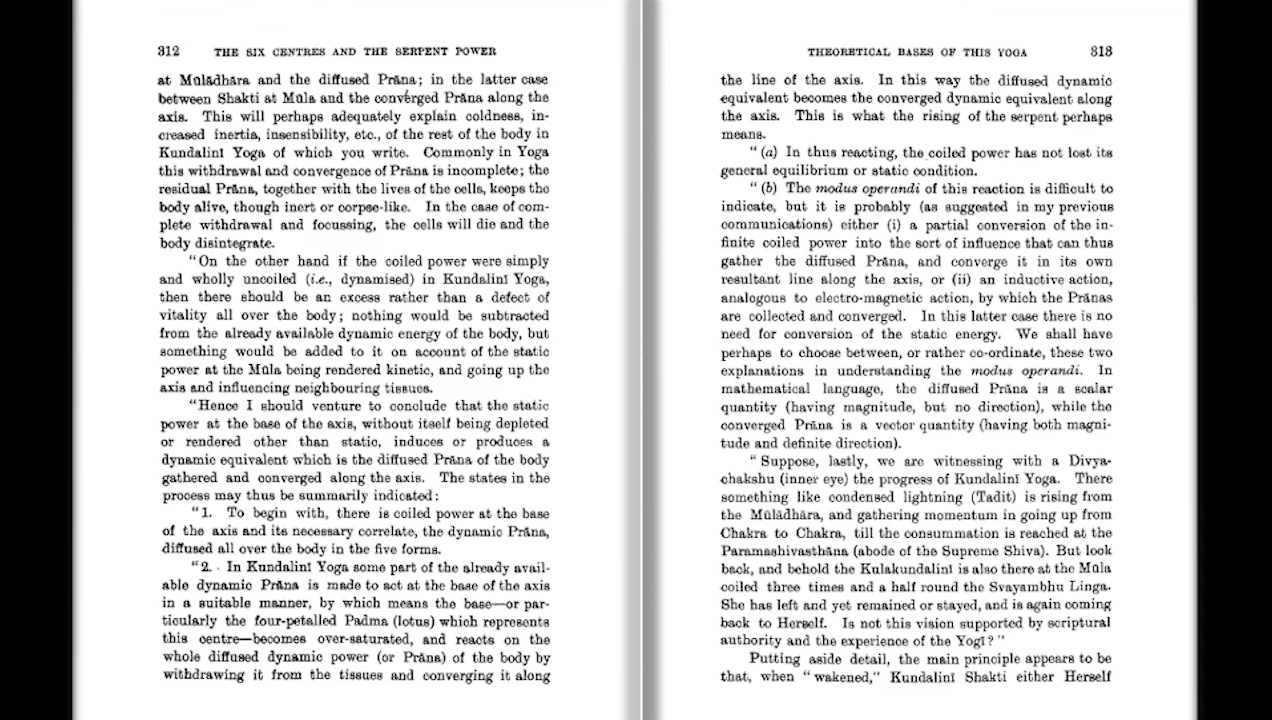 312 THE SIX CENTRES AND THE SERPENT POWER
at Mūlādhāra and the diffused Prāna; in the latter case
between Shakti at Mūla and the converged Prāna along the
axis. This will perhaps adequately explain coldness, in-
creased inertia, insensibility, etc., of the rest of the body in
Kundalinī Yoga of which you write. Commonly in Yoga
this withdrawal and convergence of Prāna is incomplete; the
residual Prāna, together with the lives of the cells, keeps the
body alive, though inert or corpse-like. In the case of com-
plete withdrawal and focussing, the cells will die and the
body disintegrate.
"On the other hand if the coiled power were simply
and wholly uncoiled (i.e., dynamised) in Kundalinī Yoga,
then there should be an excess rather than a defect of
vitality all over the body; nothing would be subtracted
from the already available dynamic energy of the body, but
something would be added to it on account of the static
power at the Mūla being rendered kinetic, and going up the
axis and influencing neighbouring tissues.
"Hence I should venture to conclude that the static
power at the base of the axis, without itself being depleted
or rendered other than static, induces or produces a
dynamic equivalent which is the diffused Prāna of the body
gathered and converged along the axis. The states in the
process may thus be summarily indicated:
"1. To begin with, there is coiled power at the base
of the axis and its necessary correlate, the dynamic Prāna,
diffused all over the body in the five forms.
"2. In Kundalinī Yoga some part of the already avail-
able dynamic Prāna is made to act at the base of the axis
in a suitable manner, by which means the base—or par-
ticularly the four-petalled Padma (lotus) which represents
this centre—becomes over-saturated, and reacts on the
whole diffused dynamic power (or Prāna) of the body by
withdrawing it from the tissues and converging it along
THEORETICAL BASES OF THIS YOGA 313
the line of the axis. In this way the diffused dynamic
equivalent becomes the converged dynamic equivalent along
the axis. This is what the rising of the serpent perhaps
means.
"(a) In thus reacting, the coiled power has not lost its
general equilibrium or static condition.
"(b) The modus operandi of this reaction is difficult to
indicate, but it is probably (as suggested in my previous
communications) either (i) a partial conversion of the in-
finite coiled power into the sort of influence that can thus
gather the diffused Prāna, and converge it in its own
resultant line along the axis, or (ii) an inductive action,
analogous to electro-magnetic action, by which the Prānas
are collected and converged. In this latter case there is no
need for conversion of the static energy. We shall have
perhaps to choose between, or rather co-ordinate, these two
explanations in understanding the modus operandi. In
mathematical language, the diffused Prāna is a scalar
quantity (having magnitude, but no direction), while the
converged Prāna is a vector quantity (having both magni-
tude and definite direction).
"Suppose, lastly, we are witnessing with a Divya-
chakshu (inner eye) the progress of Kundalinī Yoga. There
something like condensed lightning (Tadit) is rising from
the Mūlādhāra, and gathering momentum in going up from
Chakra to Chakra, till the consummation is reached at the
Paramashivasthāna (abode of the Supreme Shiva). But look
back, and behold the Kulakundalinī is also there at the Mūla
coiled three times and a half round the Svayambhu Linga.
She has left and yet remained or stayed, and is again coming
back to Herself. Is not this vision supported by scriptural
authority and the experience of the Yogī?"
Putting aside detail, the main principle appears to be
that, when "wakened," Kundalinī Shakti either Herself